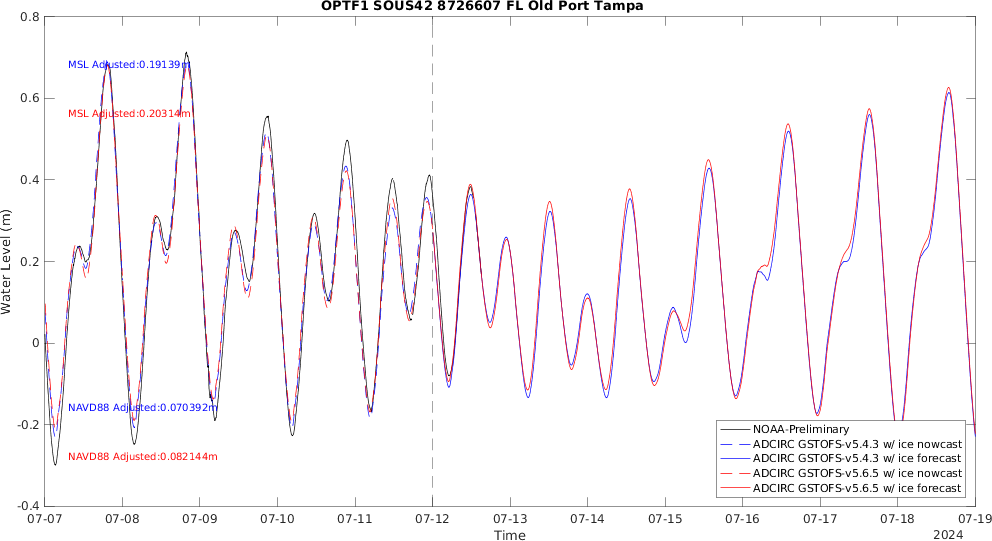 OPTF1 SOUS42 8726607 FL Old Port Tampa
0.8
0.6
0.4
0.2
0
-0.2
-0.4
Water Level (m)
MSL Adjusted:0.19139m
MSL Adjusted:0.20314m
NAVD88 Adjusted:0.070392m
NAVD88 Adjusted:0.082144m
NOAA-Preliminary
ADCIRC GSTOFS-v5.4.3 w/ ice nowcast
ADCIRC GSTOFS-v5.4.3 w/ ice forecast
ADCIRC GSTOFS-v5.6.5 w/ ice nowcast
ADCIRC GSTOFS-v5.6.5 w/ ice forecast
07-07 07-08 07-09 07-10 07-11 07-12 07-13 07-14 07-15 07-16 07-17 07-18 07-19
Time
2024